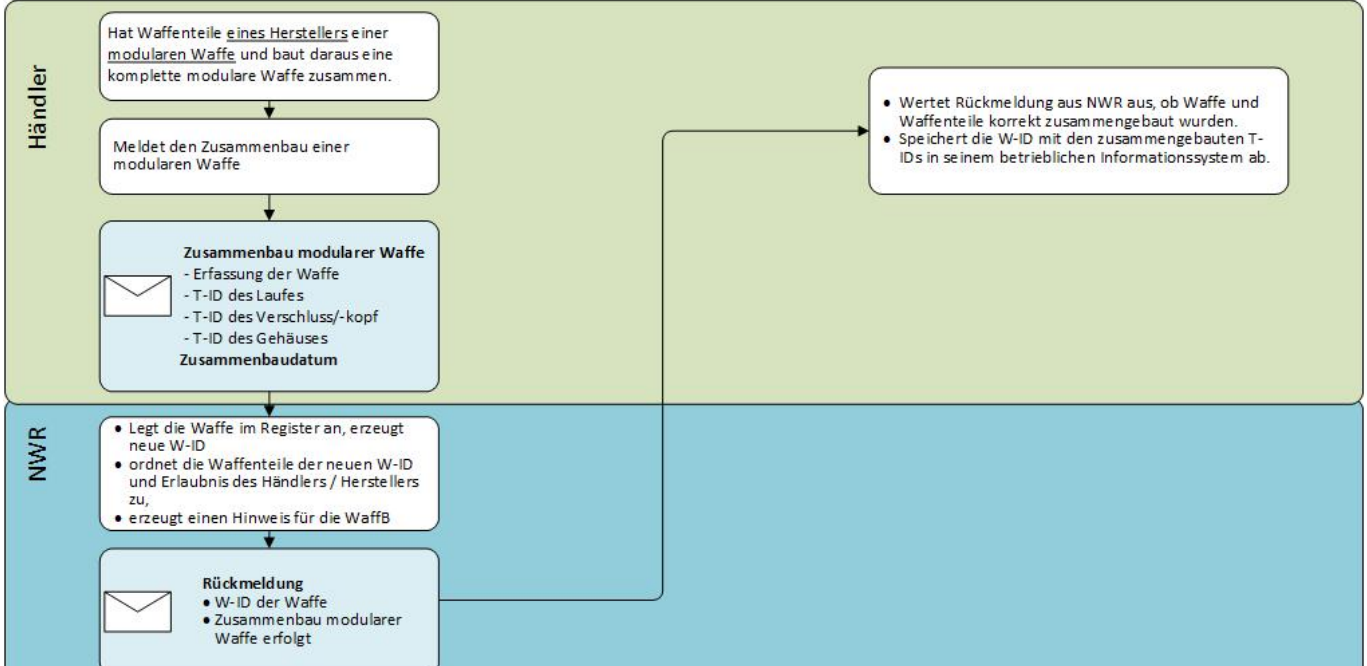 Händler
Hat Waffenteile eines Herstellers einer
modularen Waffe und baut daraus eine
komplette modulare Waffe zusammen.
Meldet den Zusammenbau einer
modularen Waffe
Zusammenbau modularer Waffe
- Erfassung der Waffe
- T-ID des Laufes
- T-ID des Verschluss/-kopf
- T-ID des Gehäuses
Zusammenbaudatum
• Wertet Rückmeldung aus NWR aus, ob Waffe und
Waffenteile korrekt zusammengebaut wurden.
• Speichert die W-ID mit den zusammengebauten T-
IDs in seinem betrieblichen Informationssystem ab.
NWR
• Legt die Waffe im Register an, erzeugt
neue W-ID
• ordnet die Waffenteile der neuen W-ID
und Erlaubnis des Händlers / Herstellers
zu,
• erzeugt einen Hinweis für die WaffB
Rückmeldung
• W-ID der Waffe
• Zusammenbau modularer
Waffe erfolgt